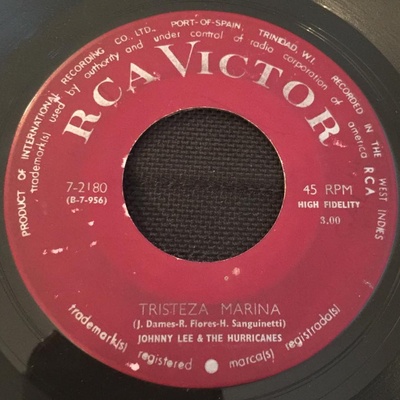 PRODUCT OF INTERNATIONAL RECORDING CO., LTD., PORT-OF-SPAIN, TRINIDAD, W.I. RECORDED IN THE WEST INDIES
trademark(s) used by authority and under control of radio corporation of america RCA
RCA VICTOR
7-2180
(B-7-956)
45 RPM
HIGH FIDELITY
3.00
TRISTEZA MARINA
(J. Dames-R. Flores-H. Sanguinetti)
JOHNNY LEE & THE HURRICANES
trademark(s) registered marca(s) registrada(s)